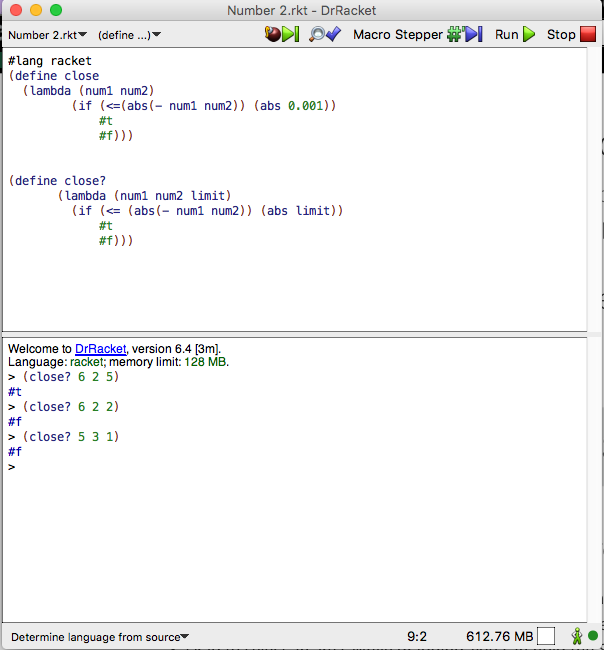 Number 2.rkt - DrRacket
Number 2.rkt▾ (define ...)▾ Macro Stepper Run Stop
#lang racket
(define close
  (lambda (num1 num2)
         (if (<=(abs(- num1 num2)) (abs 0.001))
             #t
             #f)))
(define close?
       (lambda (num1 num2 limit)
         (if (<= (abs(- num1 num2)) (abs limit))
             #t
             #f)))
Welcome to DrRacket, version 6.4 [3m].
Language: racket; memory limit: 128 MB.
> (close? 6 2 5)
#t
> (close? 6 2 2)
#f
> (close? 5 3 1)
#f
>
Determine language from source▾ 9:2 612.76 MB